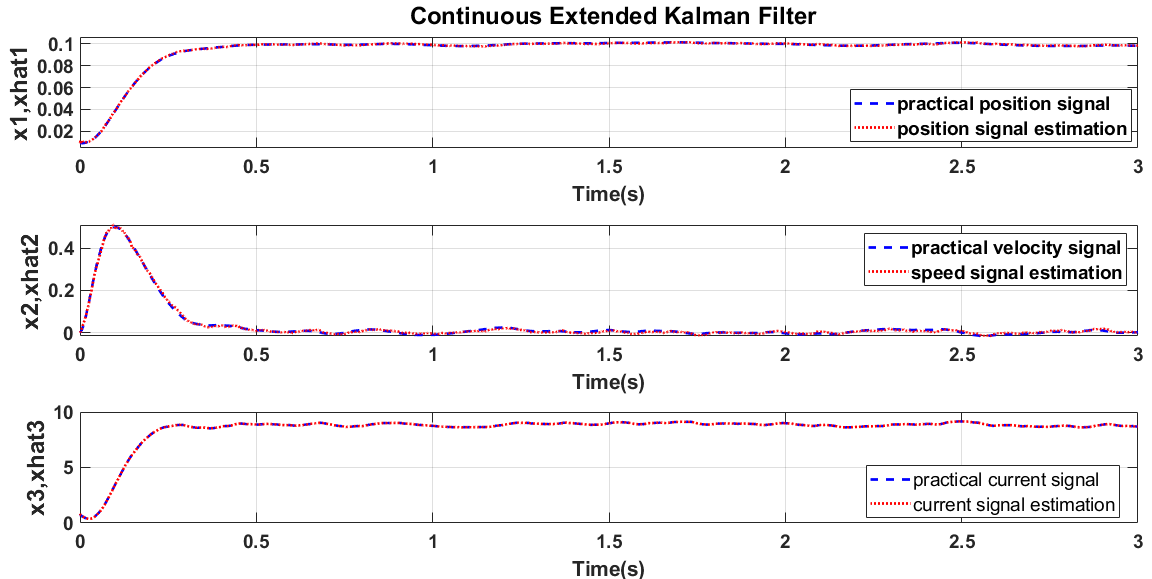 Continuous Extended Kalman Filter
x1,xhat1
0.1
0.08
0.06
0.04
0.02
practical position signal
position signal estimation
0 0.5 1 1.5 2 2.5 3
Time(s)
x2,xhat2
0.4
0.2
0
practical velocity signal
speed signal estimation
0 0.5 1 1.5 2 2.5 3
Time(s)
x3,xhat3
10
5
0
practical current signal
current signal estimation
0 0.5 1 1.5 2 2.5 3
Time(s)